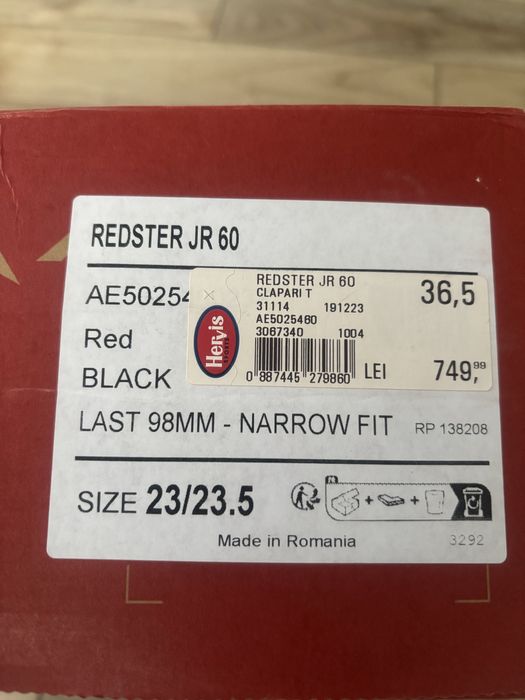 REDSTER JR 60
AE50254
Red
BLACK
LAST 98MM - NARROW FIT RP 138208
SIZE 23/23.5
Made in Romania 3292
REDSTER JR 60
CLAPARI T 36,5
31114 191223
AE5025460
3067340 1004
Hervis
SPORTS
0 887445 279860 LEI 749,99